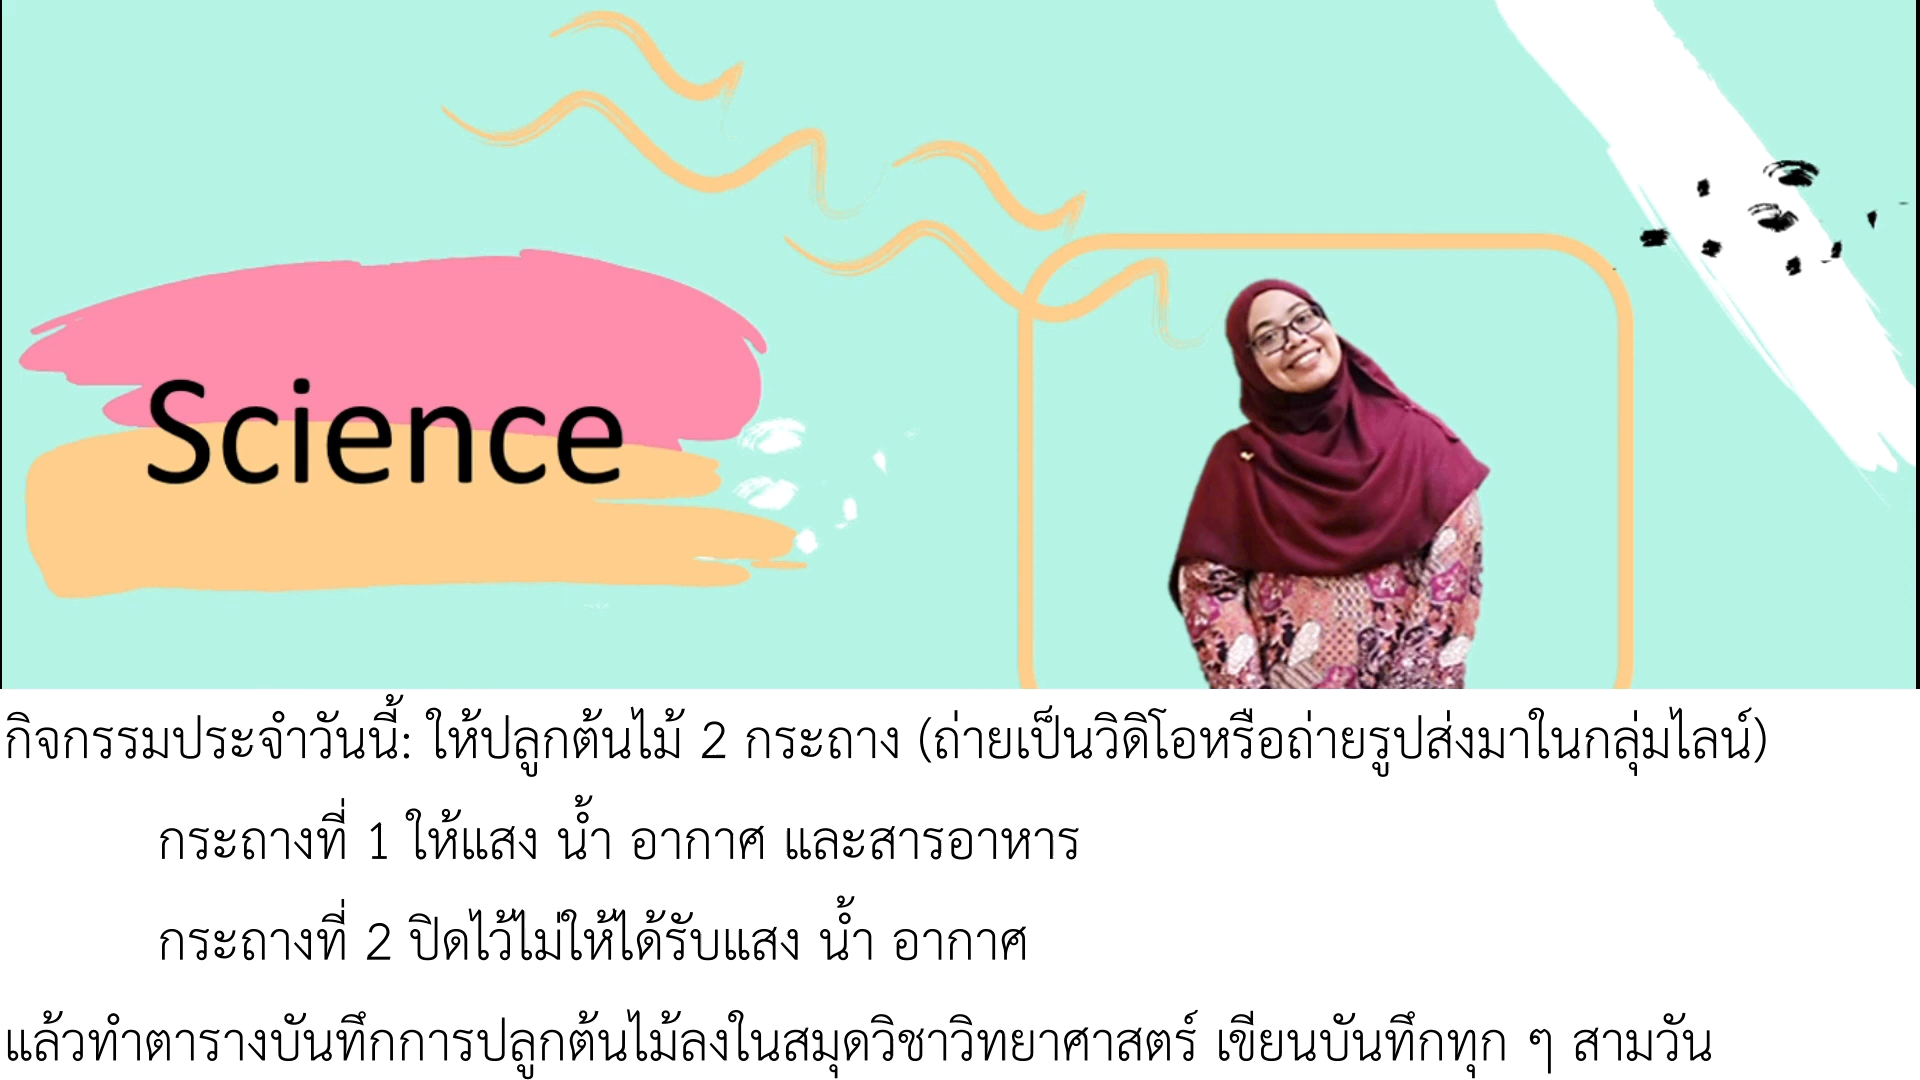 Science
กิจกรรมประจำวันนี้: ให้ปลูกต้นไม้ 2 กระถาง (ถ่ายเป็นวิดิโอหรือถ่ายรูปส่งมาในกลุ่มไลน์)
กระถางที่ 1 ให้แสง น้ำ อากาศ และสารอาหาร
กระถางที่ 2 ปิดไว้ไม่ให้ได้รับแสง น้ำ อากาศ
แล้วทำตารางบันทึกการปลูกต้นไม้ลงในสมุดวิชาวิทยาศาสตร์ เขียนบันทึกทุก ๆ สามวัน